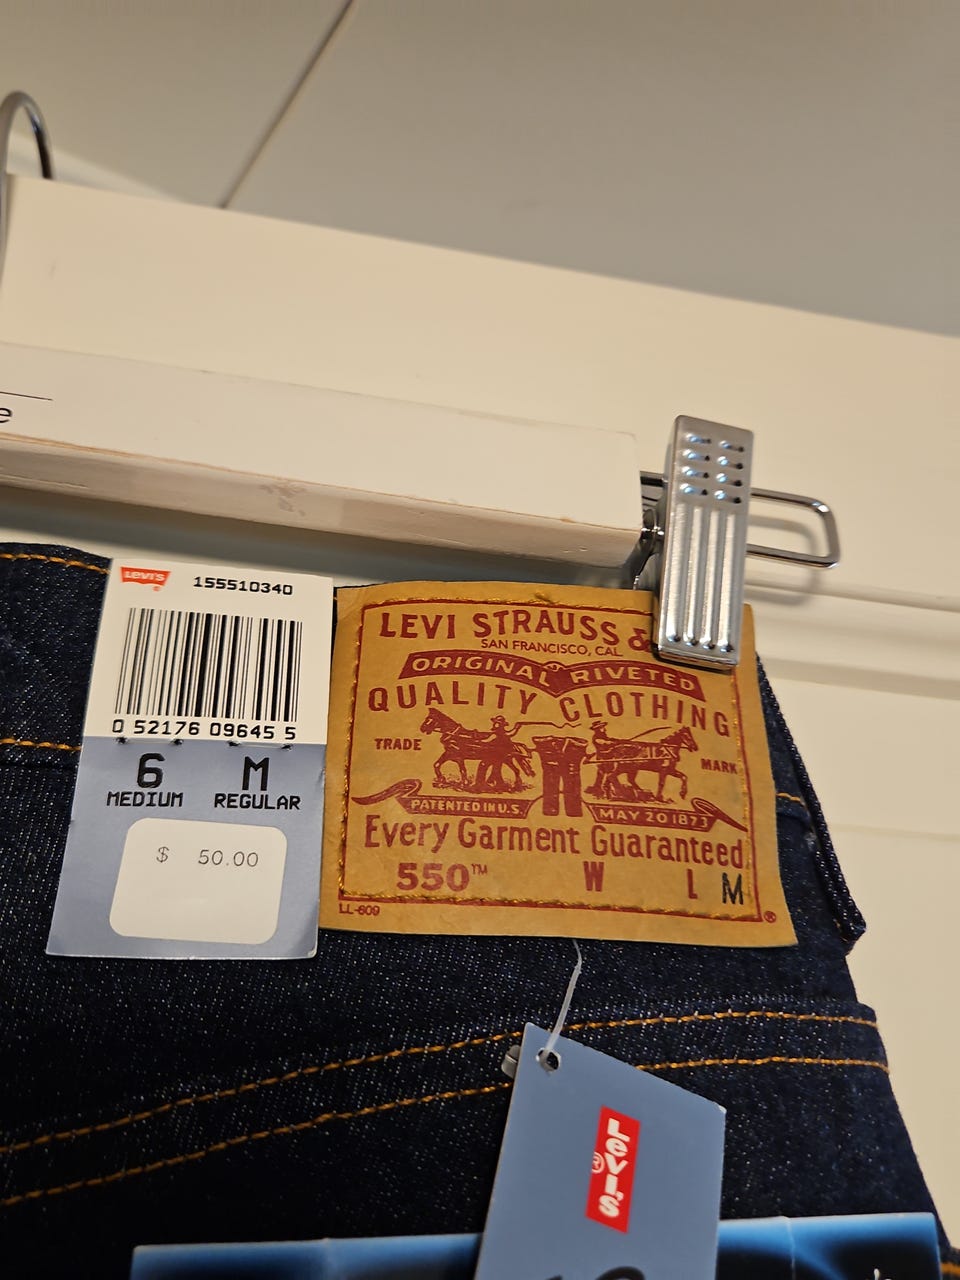 e
LEVI'S
155510340
0 52176 09645 5
6 M
MEDIUM REGULAR
$ 50.00
LEVI STRAUSS &
SAN FRANCISCO, CAL.
ORIGINAL RIVETED
QUALITY CLOTHING
TRADE MARK
PATENTED IN U.S. MAY 20 1873
Every Garment Guaranteed
550™ W L M
LL-609 ®
Levi's
®